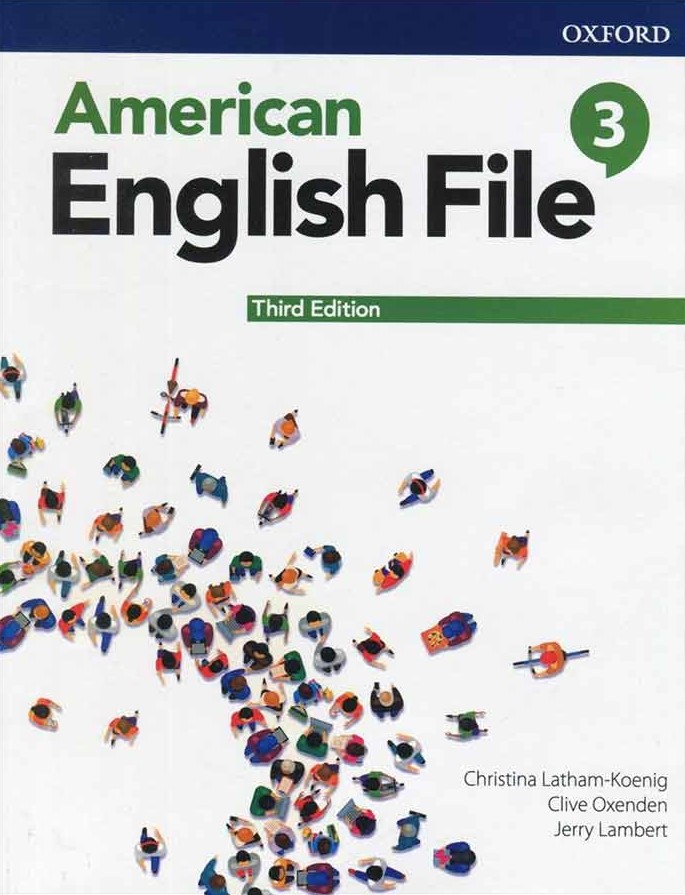 OXFORD
American
3
English File
Third Edition
Christina Latham-Koenig
Clive Oxenden
Jerry Lambert